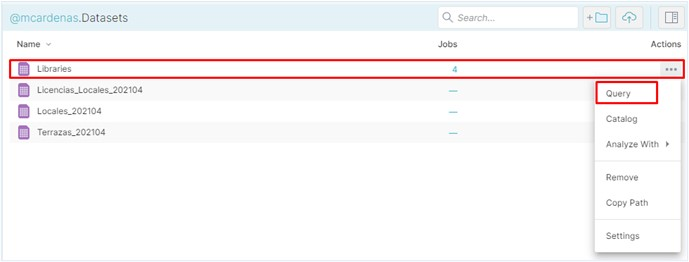 @mcardenas.Datasets
Search...
+
Name Jobs Actions
Libraries 4 •••
Licencias_Locales_202104 —
Locales_202104 —
Terrazas_202104 —
Query
Catalog
Analyze With
Remove
Copy Path
Settings